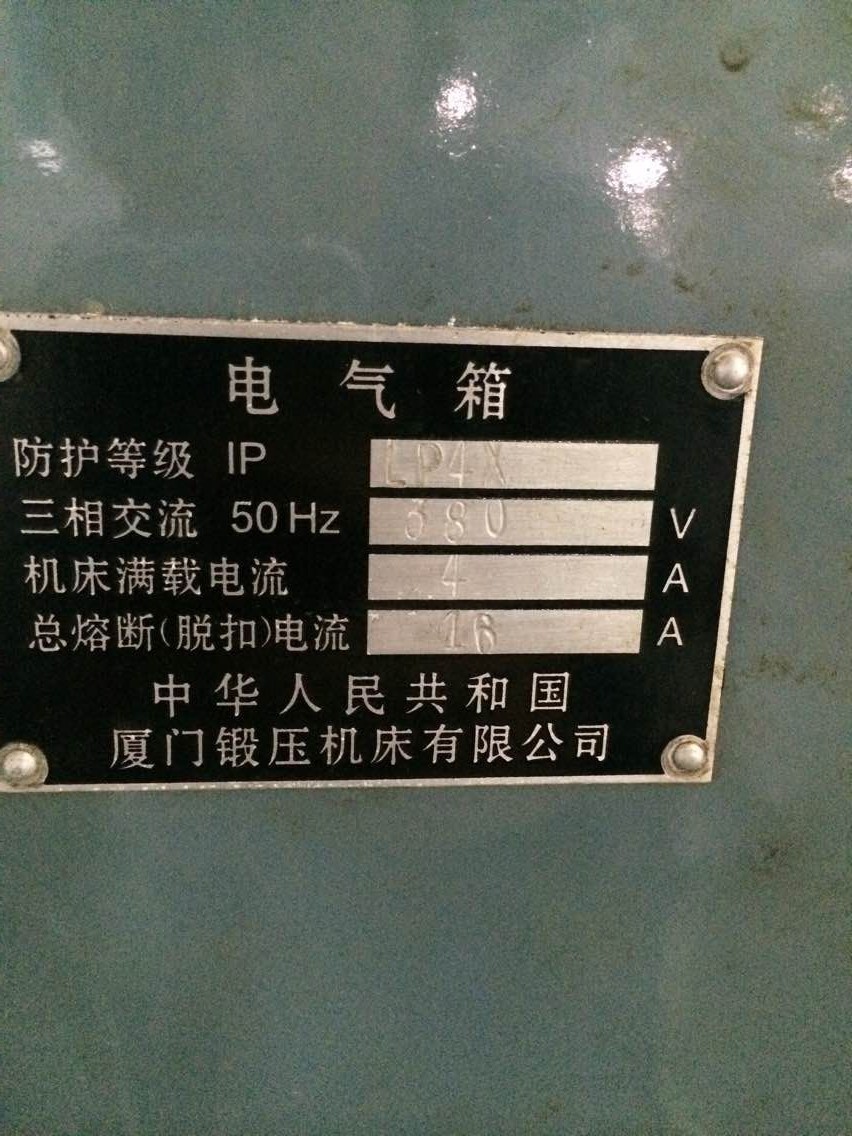 电气箱
防护等级 IP LP4X
三相交流 50Hz 380 V
机床满载电流 4 A
总熔断(脱扣)电流 16 A
中华人民共和国
厦门锻压机床有限公司